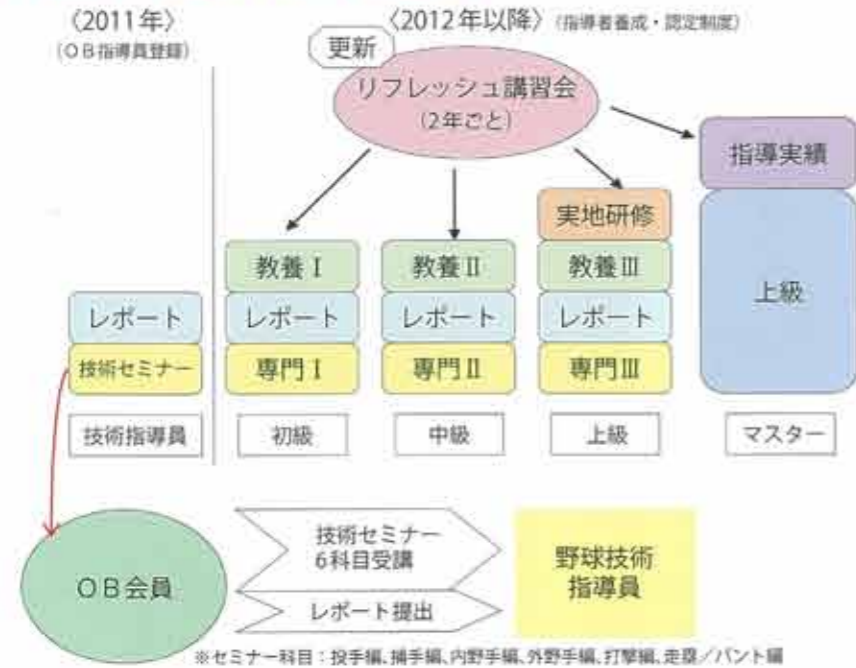 〈2011年〉
(OB指導員登録)
〈2012年以降〉(指導者養成・認定制度)
更新
リフレッシュ講習会
(2年ごと)
指導実績
上級
実地研修
教養Ⅰ
教養Ⅱ
教養Ⅲ
レポート
レポート
レポート
レポート
技術セミナー
専門Ⅰ
専門Ⅱ
専門Ⅲ
技術指導員
初級
中級
上級
マスター
OB会員
技術セミナー
6科目受講
レポート提出
野球技術
指導員
※セミナー科目:投手編、捕手編、内野手編、外野手編、打撃編、走塁/バント編